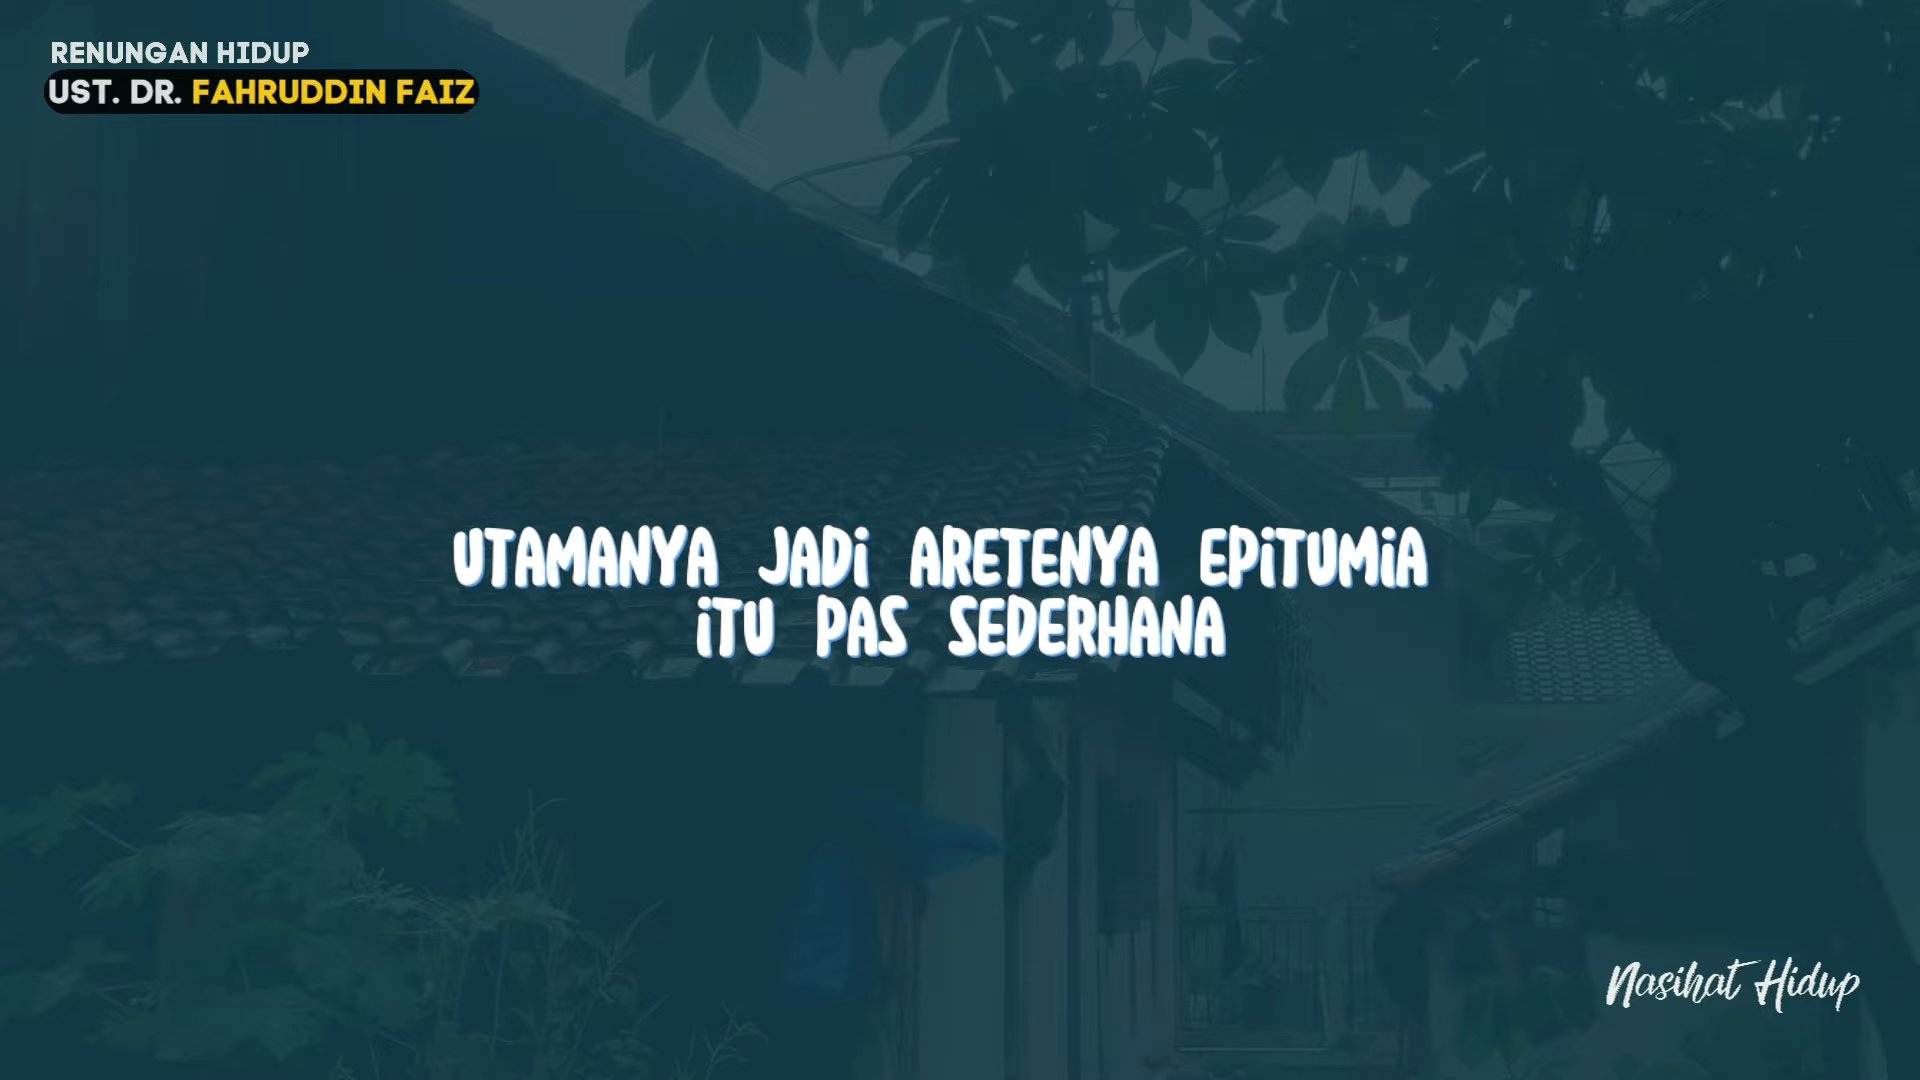 RENUNGAN HIDUP
UST. DR. FAHRUDDIN FAIZ
UTAMANYA JADi ARETENYA EPiTUMiA
iTU PAS SEDERHANA
Nasihat Hidup